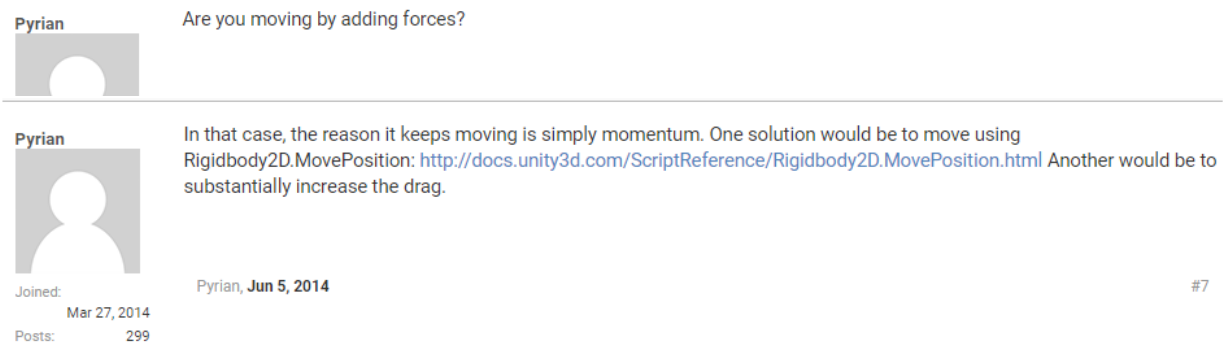 Pyrian
Are you moving by adding forces?
Pyrian
In that case, the reason it keeps moving is simply momentum. One solution would be to move using
Rigidbody2D.MovePosition: http://docs.unity3d.com/ScriptReference/Rigidbody2D.MovePosition.html Another would be to
substantially increase the drag.
Pyrian, Jun 5, 2014 #7
Joined:
Mar 27, 2014
Posts: 299